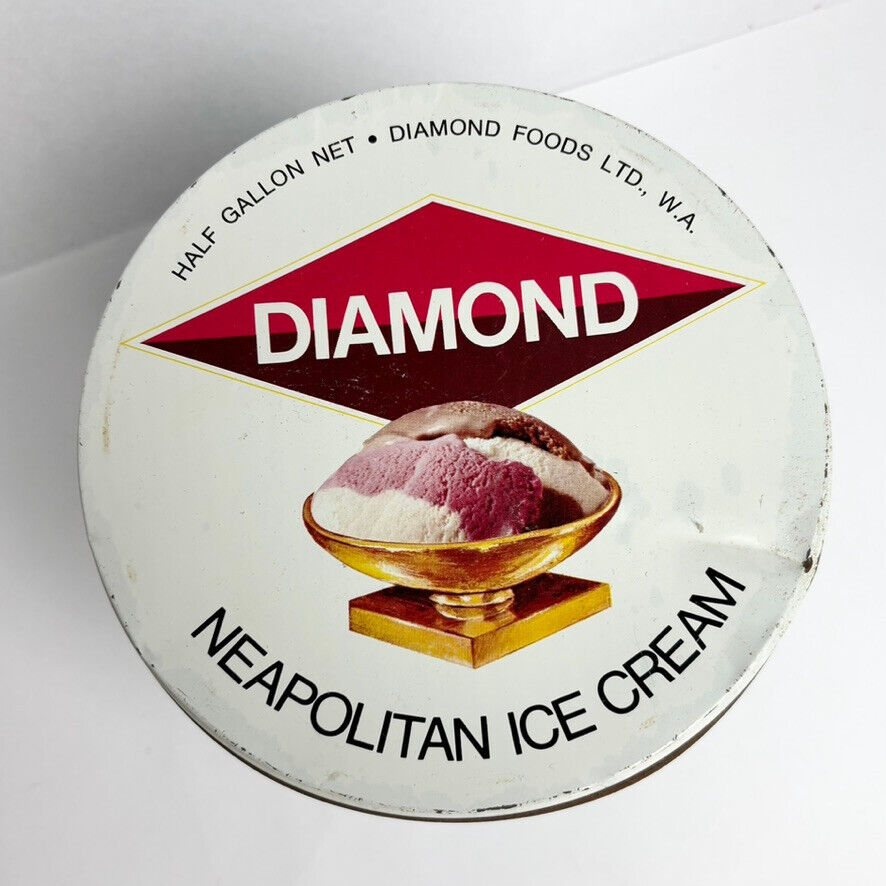 HALF GALLON NET • DIAMOND FOODS LTD., W.A.
DIAMOND
NEAPOLITAN ICE CREAM